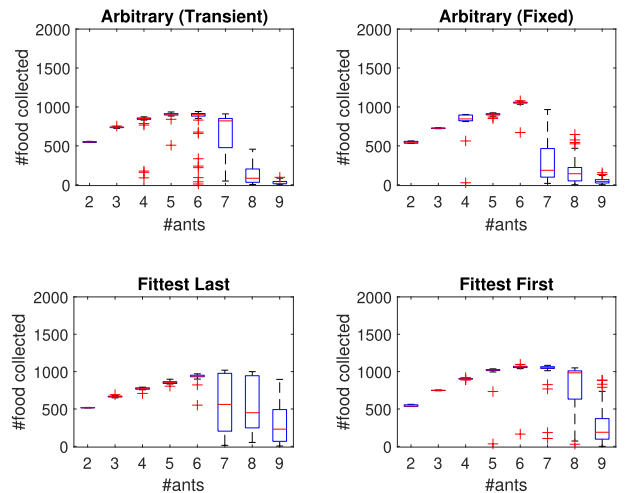 Arbitrary (Transient)
2000
1500
1000
500
0
#food collected
2 3 4 5 6 7 8 9
#ants
Arbitrary (Fixed)
2000
1500
1000
500
0
#food collected
2 3 4 5 6 7 8 9
#ants
Fittest Last
2000
1500
1000
500
0
#food collected
2 3 4 5 6 7 8 9
#ants
Fittest First
2000
1500
1000
500
0
#food collected
2 3 4 5 6 7 8 9
#ants